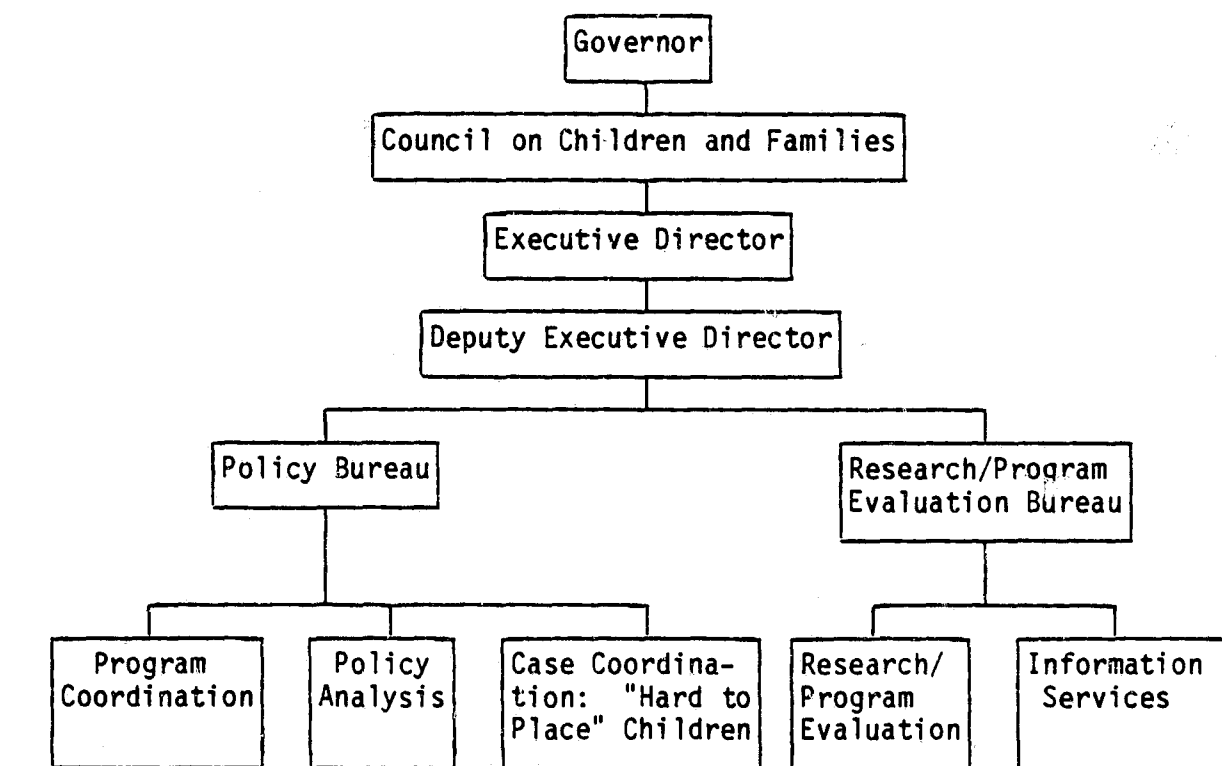 Governor
Council on Children and Families
Executive Director
Deputy Executive Director
Policy Bureau
Research/Program
Evaluation Bureau
Program
Coordination
Policy
Analysis
Case Coordina-
tion: "Hard to
Place" Children
Research/
Program
Evaluation
Information
Services